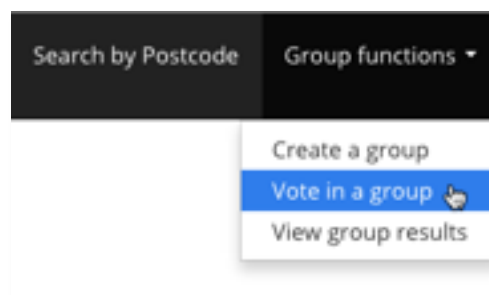 Search by Postcode Group functions
Create a group
Vote in a group
View group results